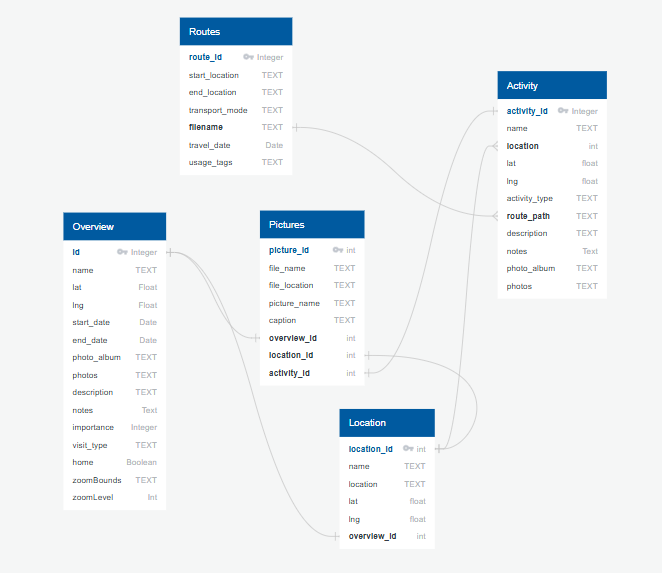 Routes
route_id Integer
start_location TEXT
end_location TEXT
transport_mode TEXT
filename TEXT
travel_date Date
usage_tags TEXT
Activity
activity_id Integer
name TEXT
location int
lat float
lng float
activity_type TEXT
route_path TEXT
description TEXT
notes Text
photo_album TEXT
photos TEXT
Overview
id Integer
name TEXT
lat Float
lng Float
start_date Date
end_date Date
photo_album TEXT
photos TEXT
description TEXT
notes Text
importance Integer
visit_type TEXT
home Boolean
zoomBounds TEXT
zoomLevel Int
Pictures
picture_id int
file_name TEXT
file_location TEXT
picture_name TEXT
caption TEXT
overview_id int
location_id int
activity_id int
Location
location_id int
name TEXT
location TEXT
lat float
lng float
overview_id int